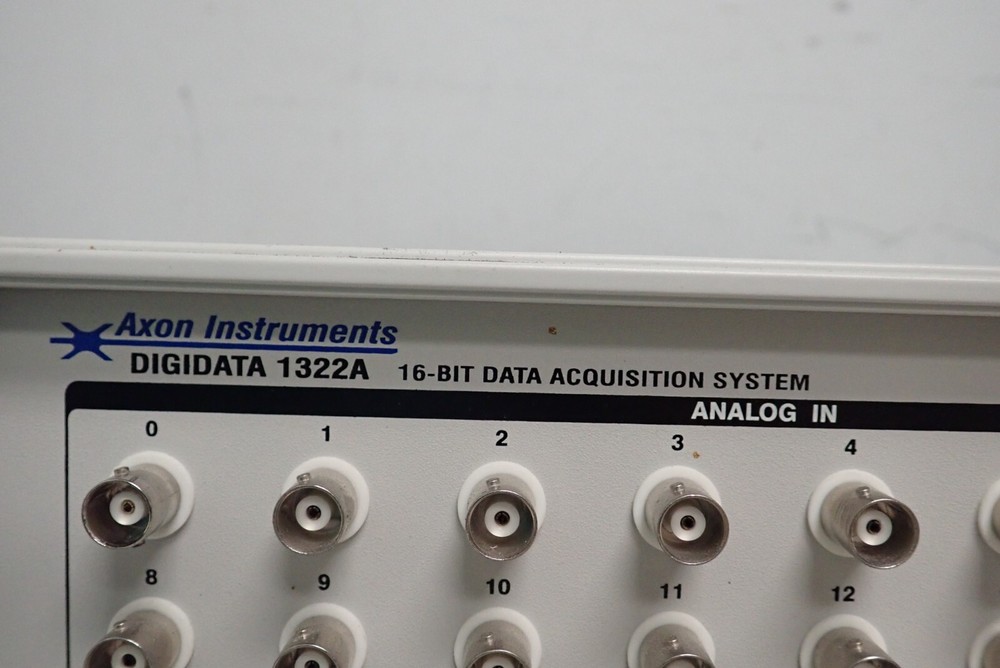 Axon Instruments
DIGIDATA 1322A 16-BIT DATA ACQUISITION SYSTEM
ANALOG IN
0 1 2 3 4
8 9 10 11 12